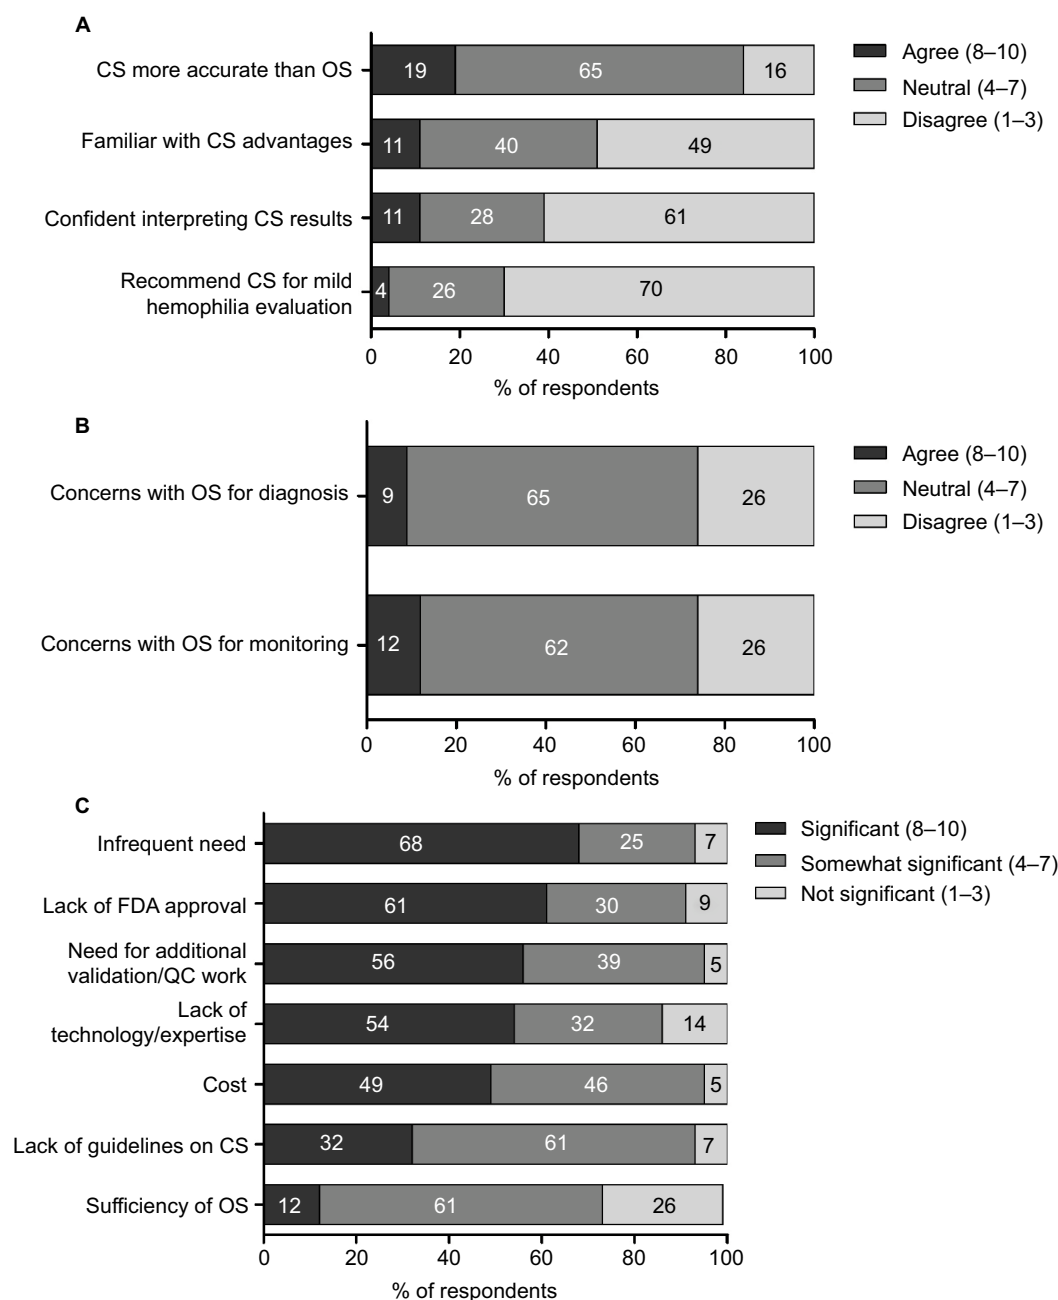 A
CS more accurate than OS
19 65 16
Agree (8–10)
Neutral (4–7)
Disagree (1–3)
Familiar with CS advantages
11 40 49
Confident interpreting CS results
11 28 61
Recommend CS for mild
hemophilia evaluation
4 26 70
0 20 40 60 80 100
% of respondents
B
Concerns with OS for diagnosis
9 65 26
Agree (8–10)
Neutral (4–7)
Disagree (1–3)
Concerns with OS for monitoring
12 62 26
0 20 40 60 80 100
% of respondents
C
Infrequent need
68 25 7
Significant (8–10)
Somewhat significant (4–7)
Not significant (1–3)
Lack of FDA approval
61 30 9
Need for additional
validation/QC work
56 39 5
Lack of
technology/expertise
54 32 14
Cost
49 46 5
Lack of guidelines on CS
32 61 7
Sufficiency of OS
12 61 26
0 20 40 60 80 100
% of respondents